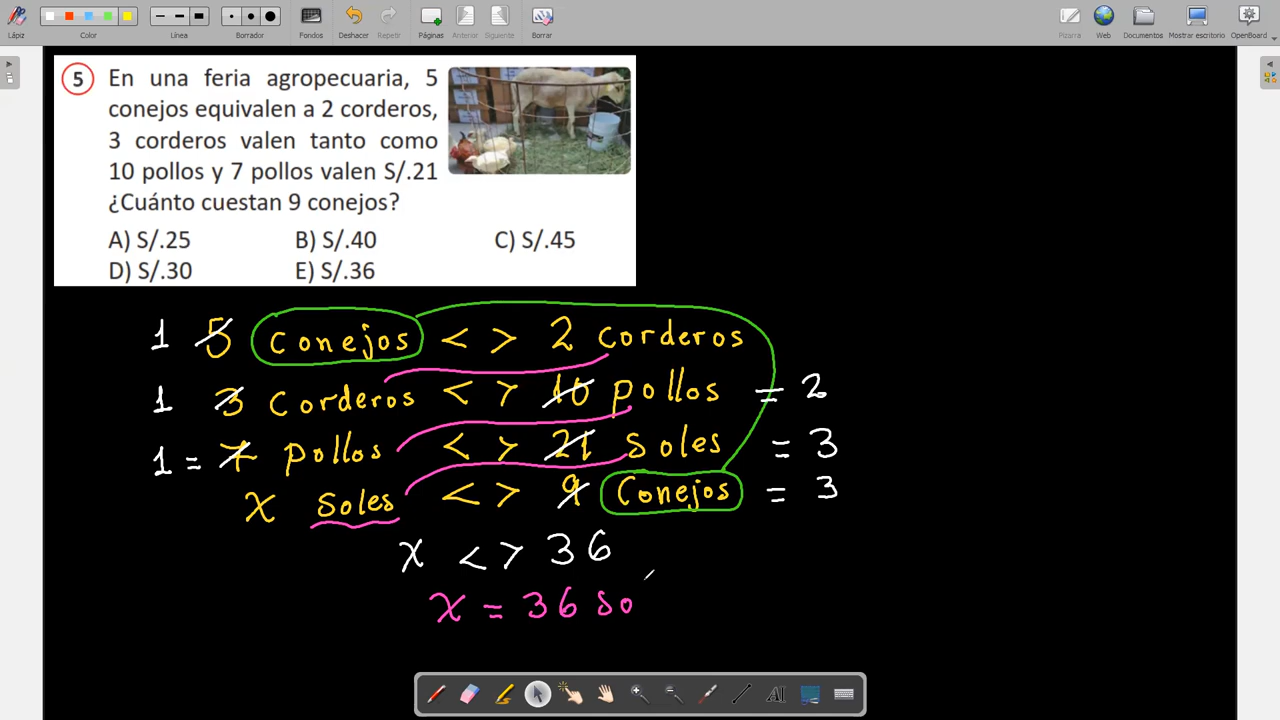 Lápiz Color Línea Borrador Fondos Deshacer Repetir Páginas Anterior Siguiente Borrar Pizarra Web Documentos Mostrar escritorio OpenBoard
5 En una feria agropecuaria, 5
conejos equivalen a 2 corderos,
3 corderos valen tanto como
10 pollos y 7 pollos valen S/.21
¿Cuánto cuestan 9 conejos?
A) S/.25 B) S/.40 C) S/.45
D) S/.30 E) S/.36
1 5 Conejos < > 2 corderos
1 3 Corderos < > 10 pollos = 2
1 = 7 pollos < > 21 soles = 3
x soles < > 9 Conejos = 3
x < > 36
x = 36 so
AI